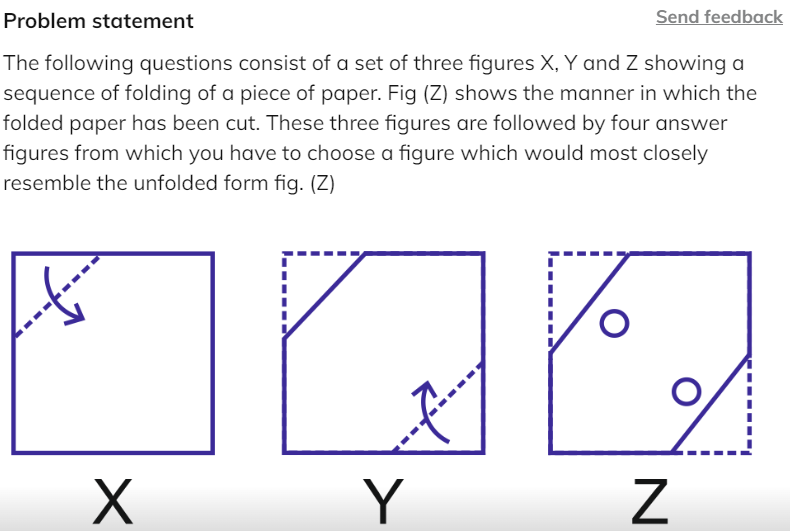 Problem statement
Send feedback
The following questions consist of a set of three figures X, Y and Z showing a
sequence of folding of a piece of paper. Fig (Z) shows the manner in which the
folded paper has been cut. These three figures are followed by four answer
figures from which you have to choose a figure which would most closely
resemble the unfolded form fig. (Z)
X
Y
Z